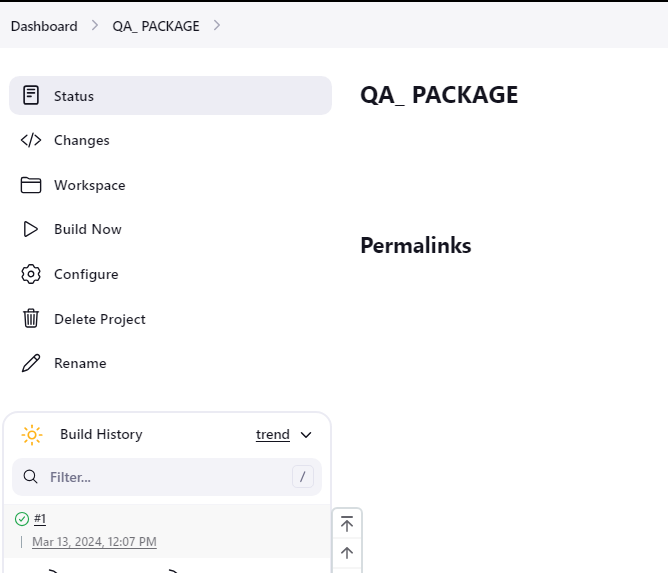 Dashboard > QA_ PACKAGE >
Status
QA_ PACKAGE
Changes
Workspace
Build Now
Permalinks
Configure
Delete Project
Rename
Build History
trend
Filter...
/
#1
Mar 13, 2024, 12:07 PM